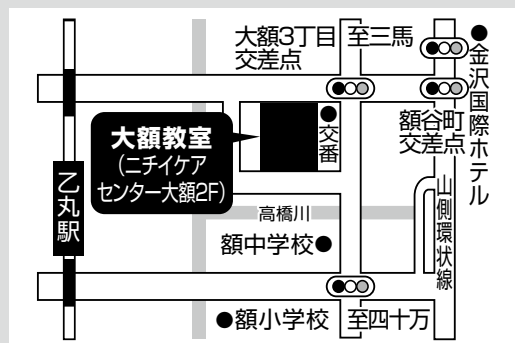 大額3丁目
交差点
至三馬
●金沢国際ホテル
額谷町
交差点
●交番
大額教室
(ニチイケア
センター大額2F)
乙丸駅
山側環状線
高橋川
額中学校●
●額小学校
至四十万